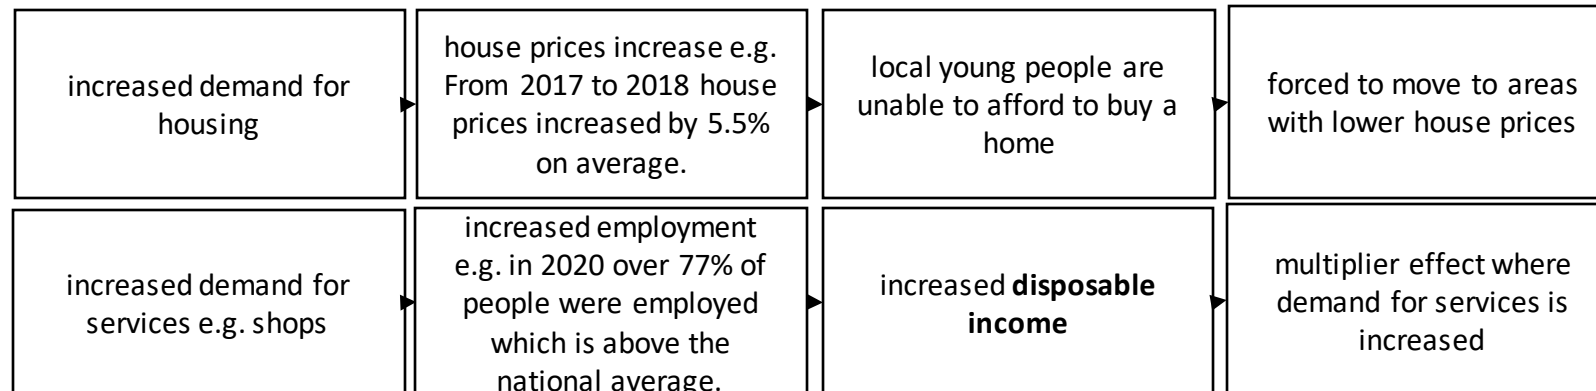 increased demand for
housing
house prices increase e.g.
From 2017 to 2018 house
prices increased by 5.5%
on average.
local young people are
unable to afford to buy a
home
forced to move to areas
with lower house prices
increased demand for
services e.g. shops
increased employment
e.g. in 2020 over 77% of
people were employed
which is above the
national average.
increased disposable
income
multiplier effect where
demand for services is
increased